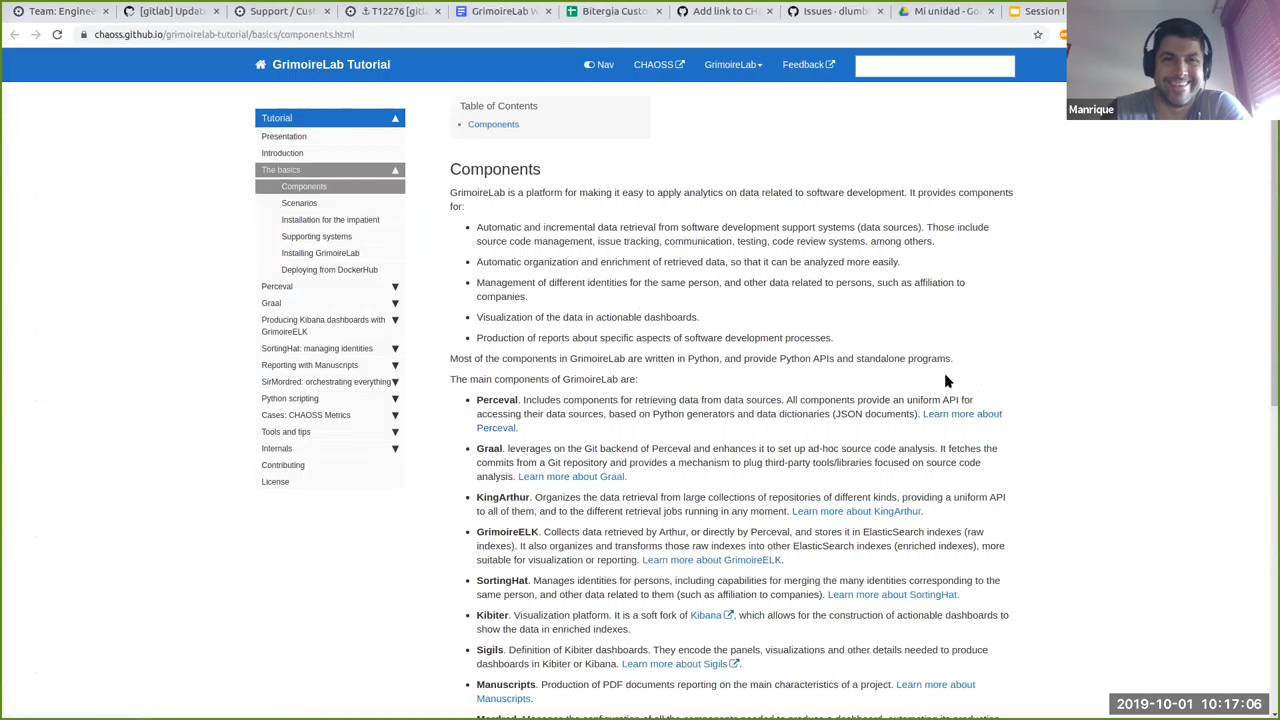 Team: Engine
[gitlab] Updat
Support / Cust
T12276 [gitl
GrimoireLab W
Bitergia Custo
Add link to CH
Issues · dlumb
Mi unidad - Go
Session I
chaoss.github.io/grimoirelab-tutorial/basics/components.html
GrimoireLab Tutorial
Nav
CHAOSS
GrimoireLab
Feedback
Manrique
Tutorial
Presentation
Introduction
The basics
Components
Scenarios
Installation for the impatient
Supporting systems
Installing GrimoireLab
Deploying from DockerHub
Perceval
Graal
Producing Kibana dashboards with
GrimoireELK
SortingHat: managing identities
Reporting with Manuscripts
SirMordred: orchestrating everything
Python scripting
Cases: CHAOSS Metrics
Tools and tips
Internals
Contributing
License
Table of Contents
Components
Components
GrimoireLab is a platform for making it easy to apply analytics on data related to software development. It provides components
for:
Automatic and incremental data retrieval from software development support systems (data sources). Those include
source code management, issue tracking, communication, testing, code review systems, among others.
Automatic organization and enrichment of retrieved data, so that it can be analyzed more easily.
Management of different identities for the same person, and other data related to persons, such as affiliation to
companies.
Visualization of the data in actionable dashboards.
Production of reports about specific aspects of software development processes.
Most of the components in GrimoireLab are written in Python, and provide Python APIs and standalone programs.
The main components of GrimoireLab are:
Perceval. Includes components for retrieving data from data sources. All components provide an uniform API for
accessing their data sources, based on Python generators and data dictionaries (JSON documents). Learn more about
Perceval.
Graal. leverages on the Git backend of Perceval and enhances it to set up ad-hoc source code analysis. It fetches the
commits from a Git repository and provides a mechanism to plug third-party tools/libraries focused on source code
analysis. Learn more about Graal.
KingArthur. Organizes the data retrieval from large collections of repositories of different kinds, providing a uniform API
to all of them, and to the different retrieval jobs running in any moment. Learn more about KingArthur.
GrimoireELK. Collects data retrieved by Arthur, or directly by Perceval, and stores it in ElasticSearch indexes (raw
indexes). It also organizes and transforms those raw indexes into other ElasticSearch indexes (enriched indexes), more
suitable for visualization or reporting. Learn more about GrimoireELK.
SortingHat. Manages identities for persons, including capabilities for merging the many identities corresponding to the
same person, and other data related to them (such as affiliation to companies). Learn more about SortingHat.
Kibiter. Visualization platform. It is a soft fork of Kibana, which allows for the construction of actionable dashboards to
show the data in enriched indexes.
Sigils. Definition of Kibiter dashboards. They encode the panels, visualizations and other details needed to produce
dashboards in Kibiter or Kibana. Learn more about Sigils.
Manuscripts. Production of PDF documents reporting on the main characteristics of a project. Learn more about
Manuscripts.
2019-10-01 10:17:06